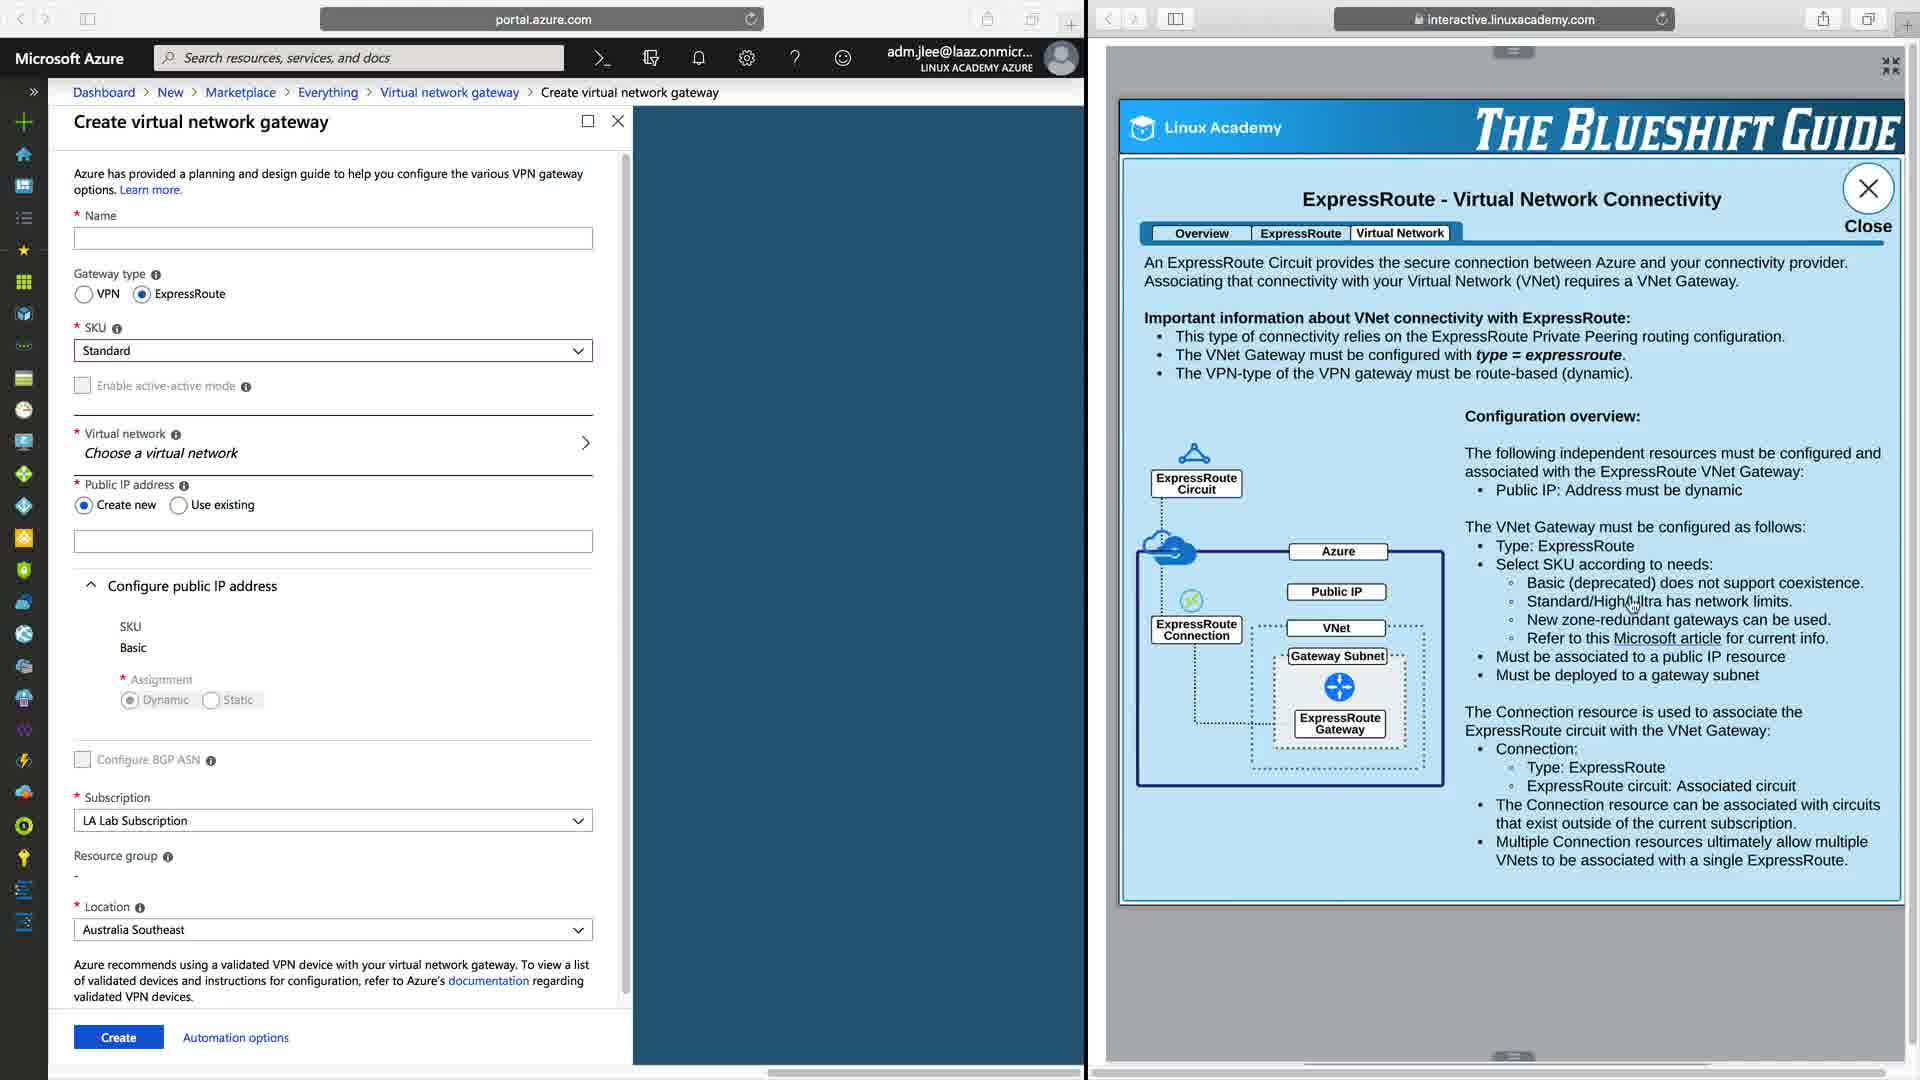 portal.azure.com
Microsoft Azure
Search resources, services, and docs
adm.jlee@laaz.onmicr...
LINUX ACADEMY AZURE
Dashboard > New > Marketplace > Everything > Virtual network gateway > Create virtual network gateway
Create virtual network gateway
Azure has provided a planning and design guide to help you configure the various VPN gateway
options. Learn more.
* Name
Gateway type
VPN ExpressRoute
* SKU
Standard
Enable active-active mode
* Virtual network
Choose a virtual network
* Public IP address
Create new Use existing
Configure public IP address
SKU
Basic
* Assignment
Dynamic Static
Configure BGP ASN
* Subscription
LA Lab Subscription
Resource group
-
* Location
Australia Southeast
Azure recommends using a validated VPN device with your virtual network gateway. To view a list
of validated devices and instructions for configuration, refer to Azure's documentation regarding
validated VPN devices.
Create Automation options
interactive.linuxacademy.com
Linux Academy
THE BLUESHIFT GUIDE
ExpressRoute - Virtual Network Connectivity
Close
Overview ExpressRoute Virtual Network
An ExpressRoute Circuit provides the secure connection between Azure and your connectivity provider.
Associating that connectivity with your Virtual Network (VNet) requires a VNet Gateway.
Important information about VNet connectivity with ExpressRoute:
• This type of connectivity relies on the ExpressRoute Private Peering routing configuration.
• The VNet Gateway must be configured with type = expressroute.
• The VPN-type of the VPN gateway must be route-based (dynamic).
ExpressRoute
Circuit
Azure
Public IP
ExpressRoute
Connection
VNet
Gateway Subnet
ExpressRoute
Gateway
Configuration overview:
The following independent resources must be configured and
associated with the ExpressRoute VNet Gateway:
• Public IP: Address must be dynamic
The VNet Gateway must be configured as follows:
• Type: ExpressRoute
• Select SKU according to needs:
◦ Basic (deprecated) does not support coexistence.
◦ Standard/High/Ultra has network limits.
◦ New zone-redundant gateways can be used.
◦ Refer to this Microsoft article for current info.
• Must be associated to a public IP resource
• Must be deployed to a gateway subnet
The Connection resource is used to associate the
ExpressRoute circuit with the VNet Gateway:
• Connection:
◦ Type: ExpressRoute
◦ ExpressRoute circuit: Associated circuit
• The Connection resource can be associated with circuits
that exist outside of the current subscription.
• Multiple Connection resources ultimately allow multiple
VNets to be associated with a single ExpressRoute.